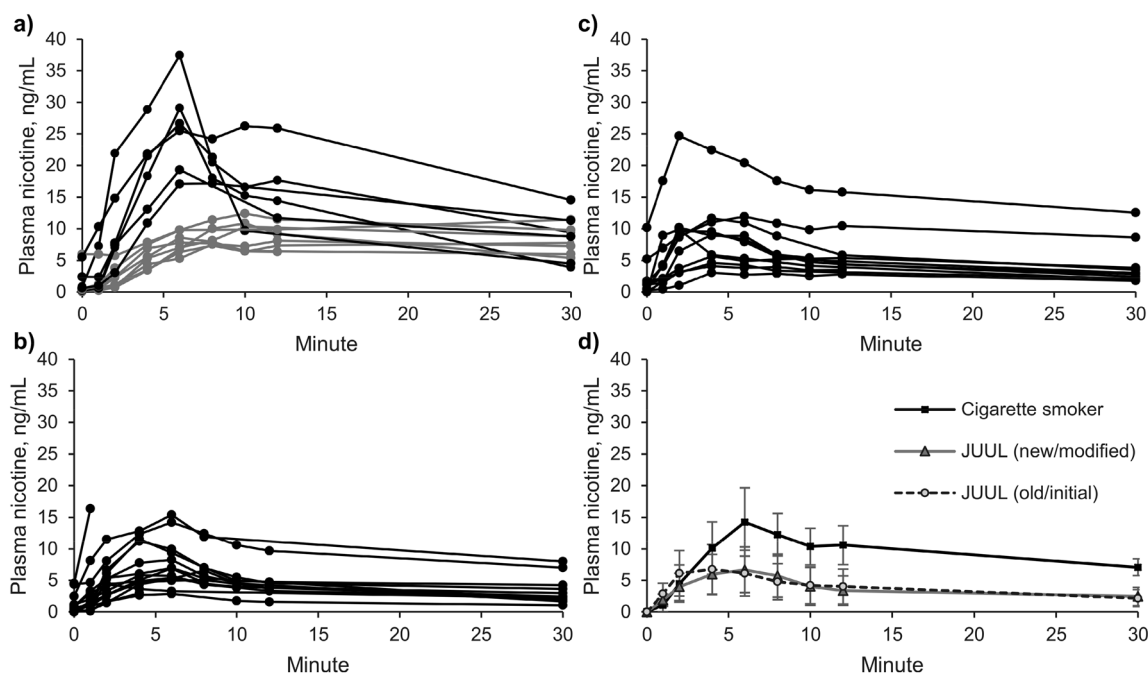 a)
Plasma nicotine, ng/mL
40
35
30
25
20
15
10
5
0
0 5 10 15 20 25 30
Minute
c)
Plasma nicotine, ng/mL
40
35
30
25
20
15
10
5
0
0 5 10 15 20 25 30
Minute
b)
Plasma nicotine, ng/mL
40
35
30
25
20
15
10
5
0
0 5 10 15 20 25 30
Minute
d)
Plasma nicotine, ng/mL
40
35
30
25
20
15
10
5
0
0 5 10 15 20 25 30
Minute
Cigarette smoker
JUUL (new/modified)
JUUL (old/initial)